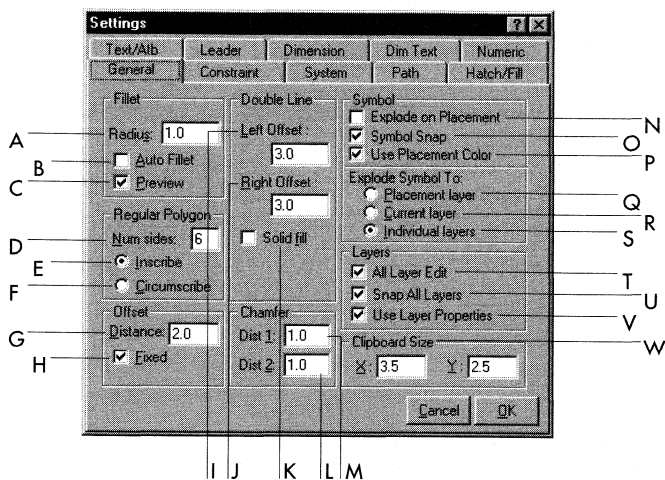 Settings
Text/Alb Leader Dimension Dim Text Numeric
General Constraint System Path Hatch/Fill
Fillet
Radius: 1.0
Auto Fillet
Preview
Regular Polygon
Num sides: 6
Inscribe
Circumscribe
Offset
Distance: 2.0
Fixed
Double Line
Left Offset :
3.0
Right Offset
3.0
Solid fill
Chamfer
Dist 1: 1.0
Dist 2: 1.0
Symbol
Explode on Placement
Symbol Snap
Use Placement Color
Explode Symbol To:
Placement layer
Current layer
Individual layers
Layers
All Layer Edit
Snap All Layers
Use Layer Properties
Clipboard Size
X: 3.5 Y: 2.5
Cancel OK
A
B
C
D
E
F
G
H
I J K L M
N
O
P
Q
R
S
T
U
V
W